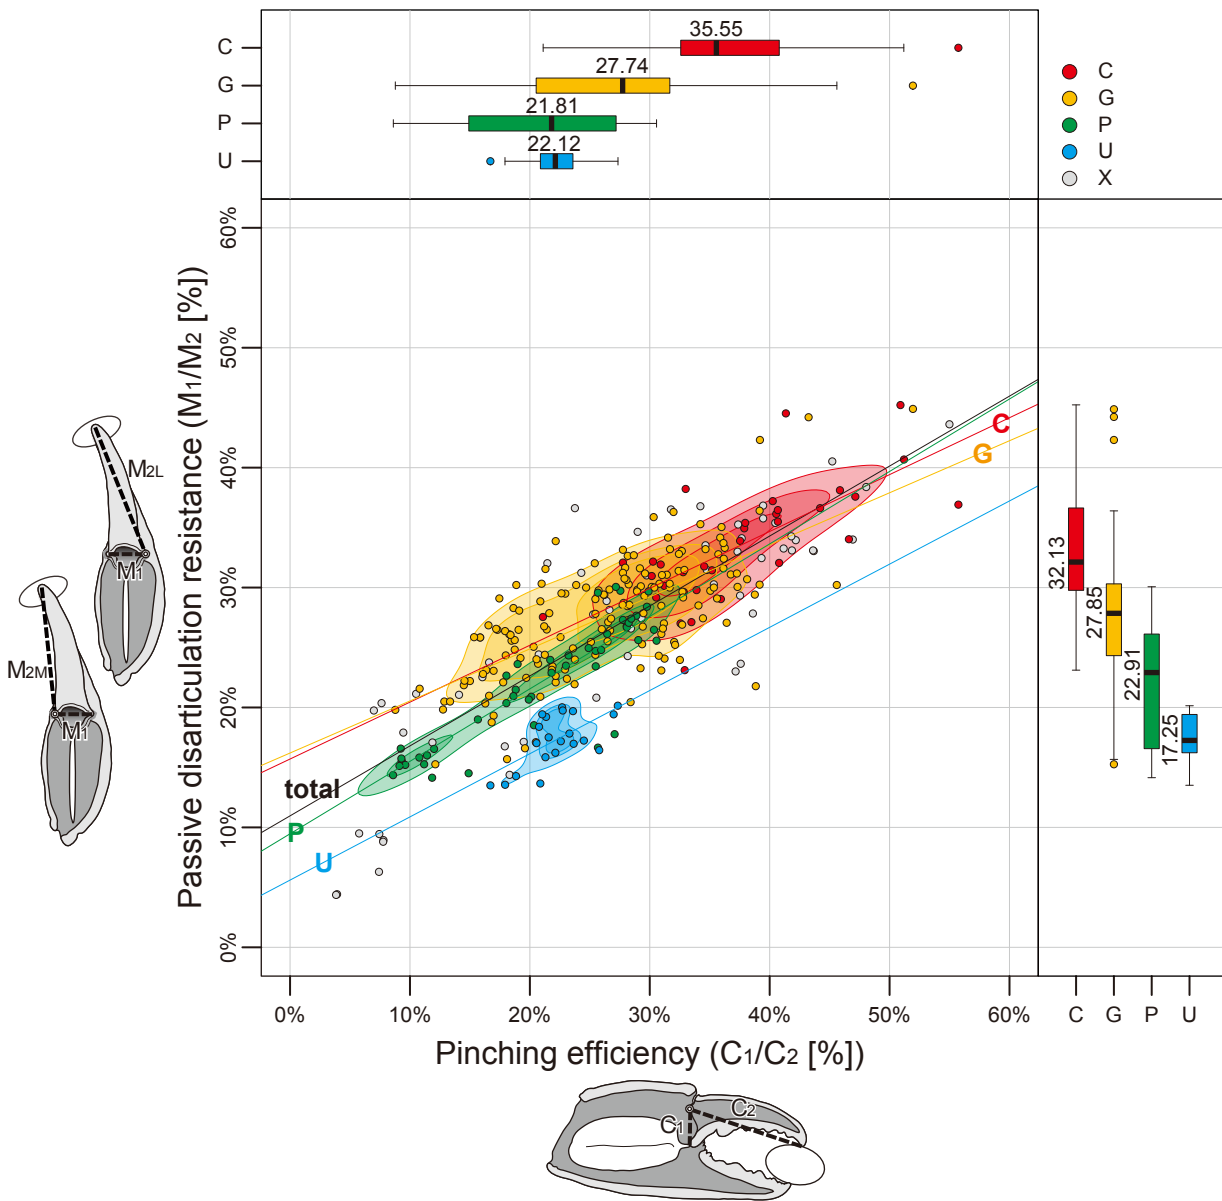 C
35.55
G
27.74
P
21.81
U
22.12
C
G
P
U
X
Passive disarticulation resistance (M1/M2 [%])
60%
50%
40%
30%
20%
10%
0%
C
G
total
P
U
M2L
M1
M2M
M1
32.13
27.85
22.91
17.25
0% 10% 20% 30% 40% 50% 60%
C G P U
Pinching efficiency (C1/C2 [%])
C1
C2